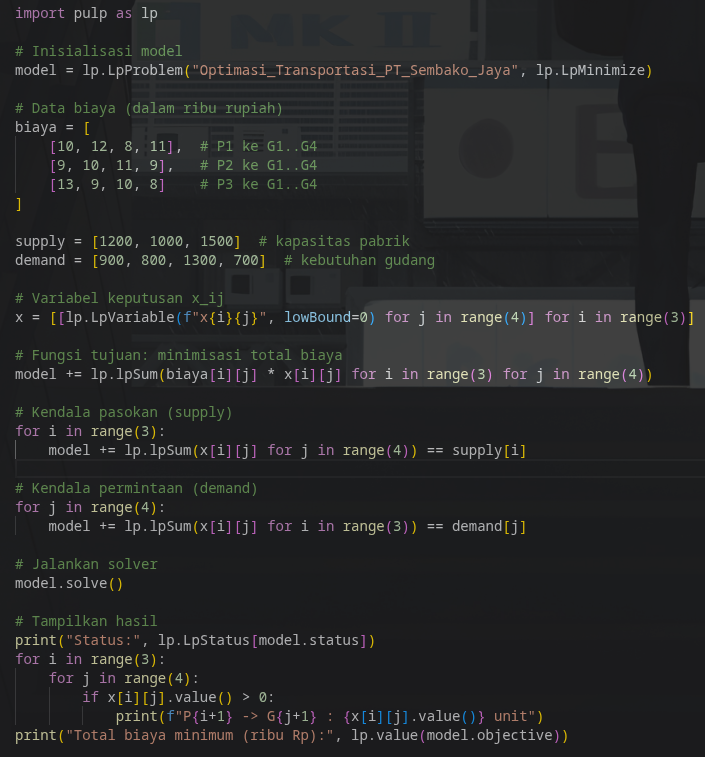 import pulp as lp
# Inisialisasi model
model = lp.LpProblem("Optimasi_Transportasi_PT_Sembako_Jaya", lp.LpMinimize)
# Data biaya (dalam ribu rupiah)
biaya = [
    [10, 12, 8, 11],  # P1 ke G1..G4
    [9, 10, 11, 9],   # P2 ke G1..G4
    [13, 9, 10, 8]    # P3 ke G1..G4
]
supply = [1200, 1000, 1500]  # kapasitas pabrik
demand = [900, 800, 1300, 700]  # kebutuhan gudang
# Variabel keputusan x_ij
x = [[lp.LpVariable(f"x{i}{j}", lowBound=0) for j in range(4)] for i in range(3)]
# Fungsi tujuan: minimisasi total biaya
model += lp.lpSum(biaya[i][j] * x[i][j] for i in range(3) for j in range(4))
# Kendala pasokan (supply)
for i in range(3):
    model += lp.lpSum(x[i][j] for j in range(4)) == supply[i]
# Kendala permintaan (demand)
for j in range(4):
    model += lp.lpSum(x[i][j] for i in range(3)) == demand[j]
# Jalankan solver
model.solve()
# Tampilkan hasil
print("Status:", lp.LpStatus[model.status])
for i in range(3):
    for j in range(4):
        if x[i][j].value() > 0:
            print(f"P{i+1} -> G{j+1} : {x[i][j].value()} unit")
print("Total biaya minimum (ribu Rp):", lp.value(model.objective))